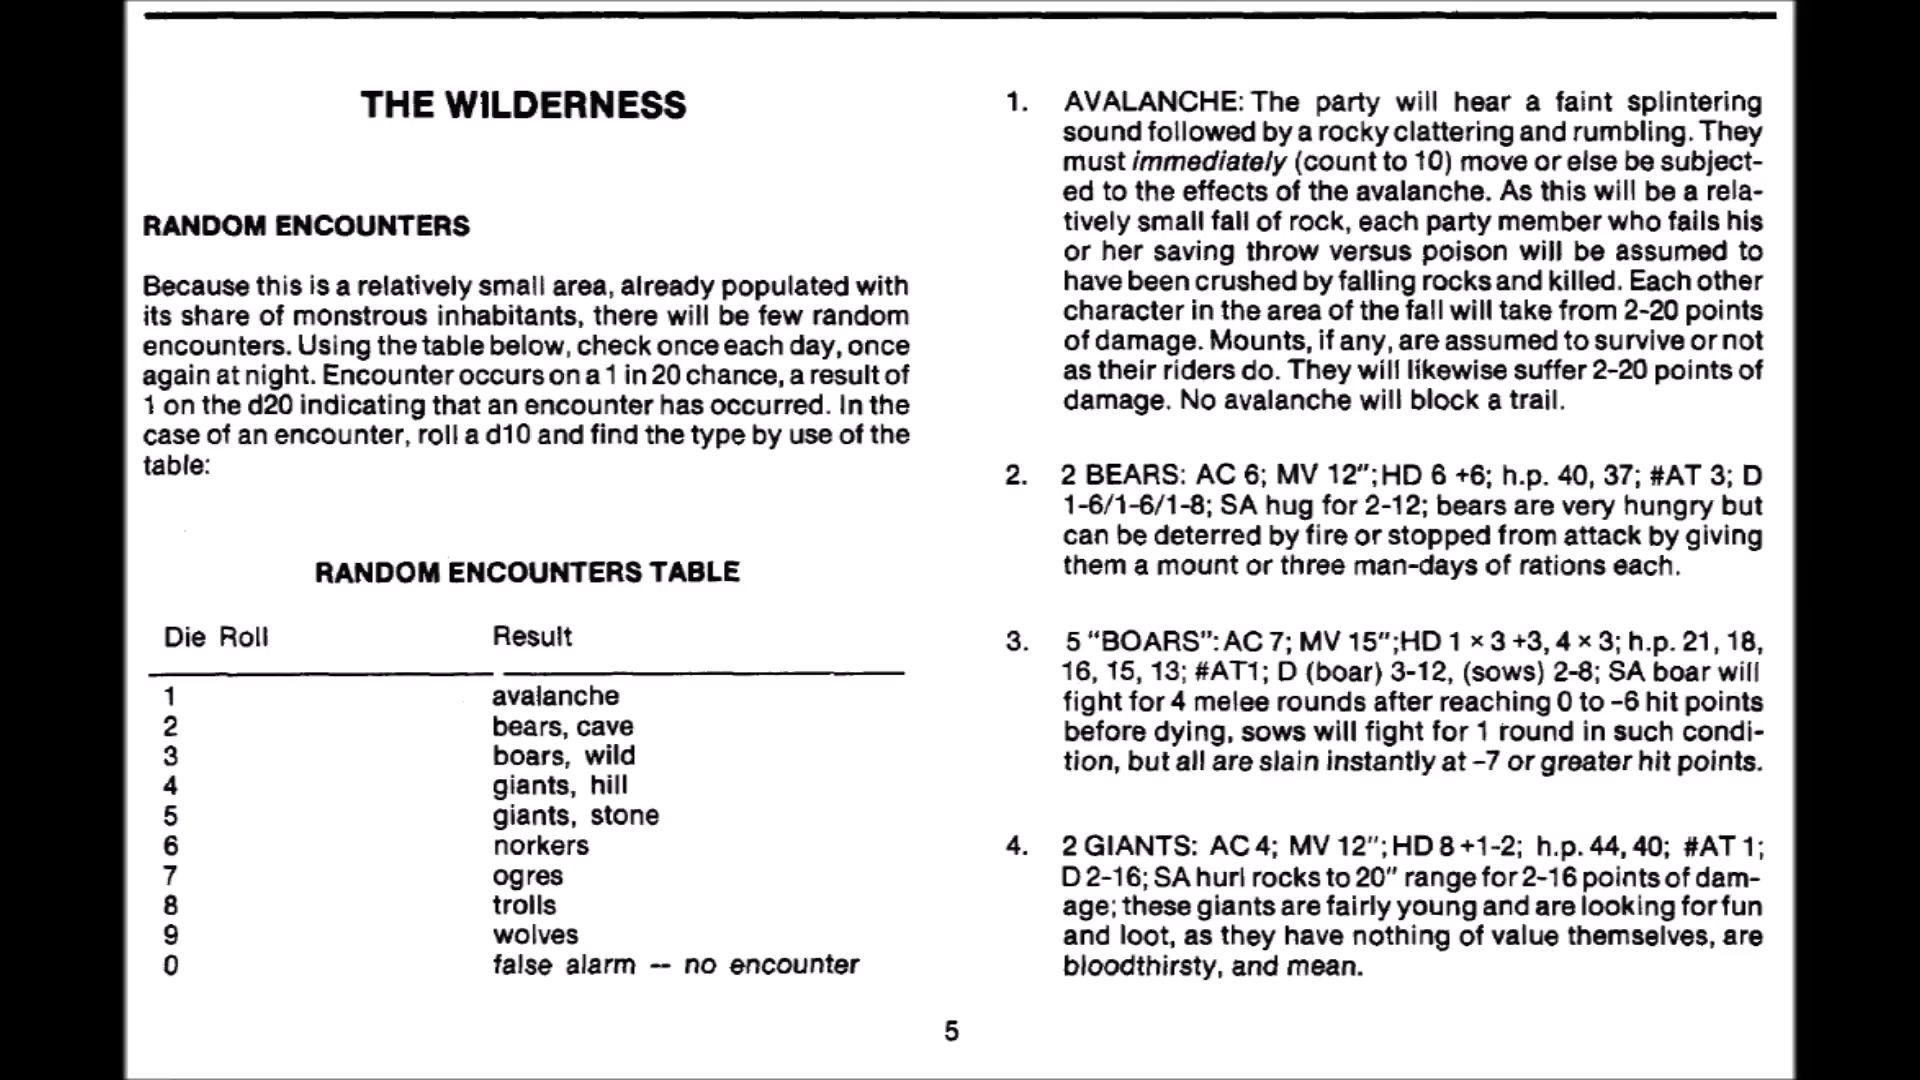 THE WILDERNESS
RANDOM ENCOUNTERS
Because this is a relatively small area, already populated with
its share of monstrous inhabitants, there will be few random
encounters. Using the table below, check once each day, once
again at night. Encounter occurs on a 1 in 20 chance, a result of
1 on the d20 indicating that an encounter has occurred. In the
case of an encounter, roll a d10 and find the type by use of the
table:
RANDOM ENCOUNTERS TABLE
Die Roll Result
1 avalanche
2 bears, cave
3 boars, wild
4 giants, hill
5 giants, stone
6 norkers
7 ogres
8 trolls
9 wolves
0 false alarm -- no encounter
1. AVALANCHE: The party will hear a faint splintering
sound followed by a rocky clattering and rumbling. They
must immediately (count to 10) move or else be subject-
ed to the effects of the avalanche. As this will be a rela-
tively small fall of rock, each party member who fails his
or her saving throw versus poison will be assumed to
have been crushed by falling rocks and killed. Each other
character in the area of the fall will take from 2-20 points
of damage. Mounts, if any, are assumed to survive or not
as their riders do. They will likewise suffer 2-20 points of
damage. No avalanche will block a trail.
2. 2 BEARS: AC 6; MV 12"; HD 6 +6; h.p. 40, 37; #AT 3; D
1-6/1-6/1-8; SA hug for 2-12; bears are very hungry but
can be deterred by fire or stopped from attack by giving
them a mount or three man-days of rations each.
3. 5 "BOARS": AC 7; MV 15"; HD 1 × 3 +3, 4 × 3; h.p. 21, 18,
16, 15, 13; #AT1; D (boar) 3-12, (sows) 2-8; SA boar will
fight for 4 melee rounds after reaching 0 to -6 hit points
before dying, sows will fight for 1 round in such condi-
tion, but all are slain instantly at -7 or greater hit points.
4. 2 GIANTS: AC 4; MV 12"; HD 8 +1-2; h.p. 44, 40; #AT 1;
D 2-16; SA hurl rocks to 20" range for 2-16 points of dam-
age; these giants are fairly young and are looking for fun
and loot, as they have nothing of value themselves, are
bloodthirsty, and mean.
5